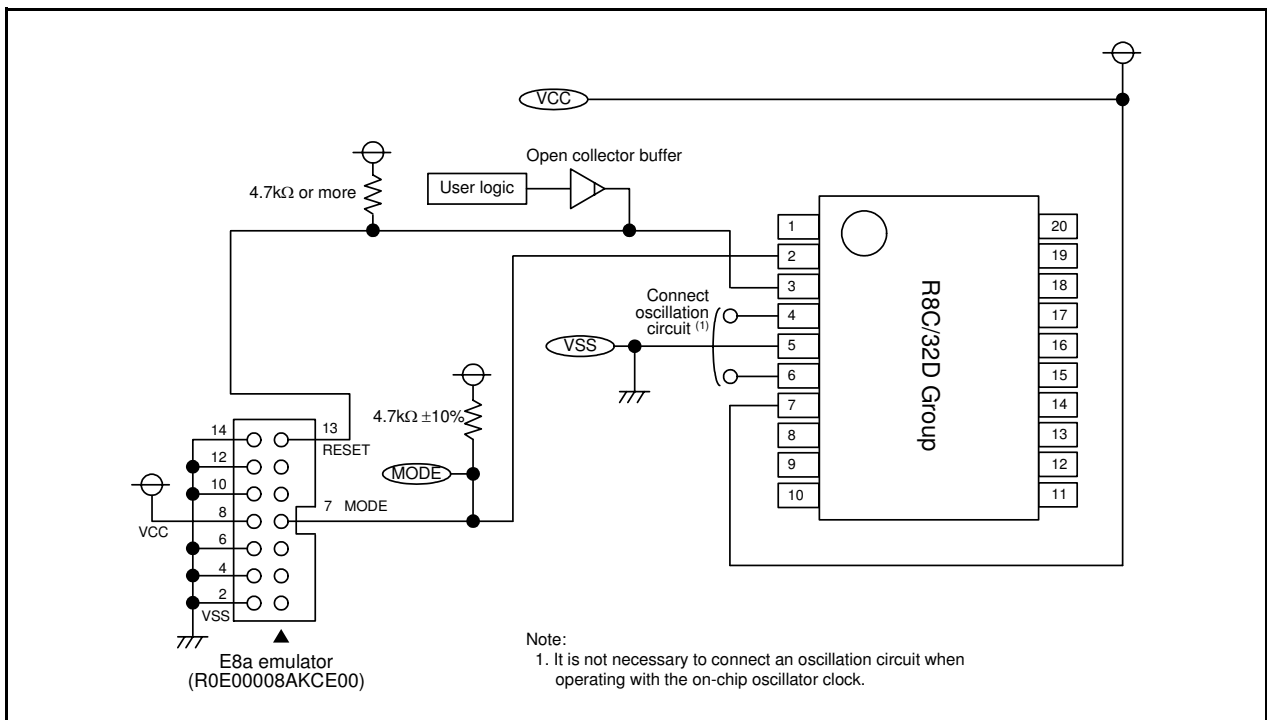 VCC
Open collector buffer
User logic
4.7kΩ or more
1
2
3
4
5
6
7
8
9
10
20
19
18
17
16
15
14
13
12
11
R8C/32D Group
Connect
oscillation
circuit (1)
VSS
4.7kΩ ±10%
MODE
14
12
10
8
6
4
2
13
RESET
7 MODE
VCC
VSS
E8a emulator
(R0E00008AKCE00)
Note:
1. It is not necessary to connect an oscillation circuit when
operating with the on-chip oscillator clock.